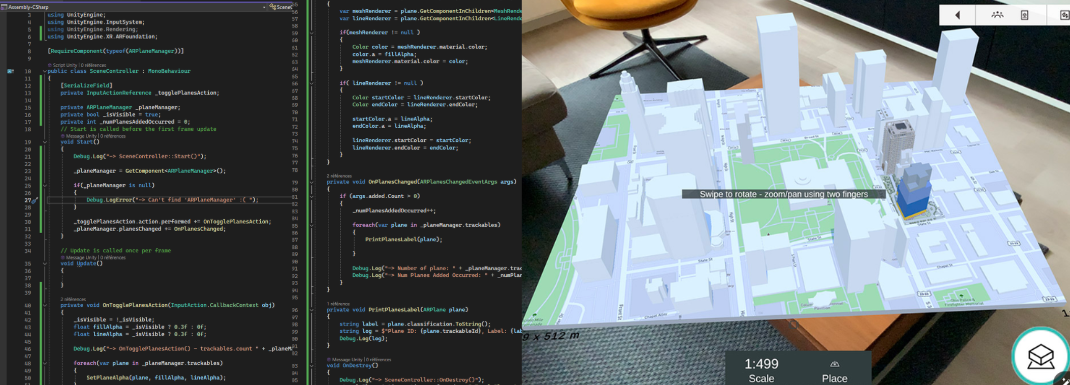 Assembly-CSharp
using UnityEngine;
using UnityEngine.InputSystem;
using UnityEngine.Rendering;
using UnityEngine.XR.ARFoundation;
[RequireComponent(typeof(ARPlaneManager))]
Unity Script | 0 references
public class SceneController : MonoBehaviour
{
[SerializeField]
private InputActionReference _togglePlanesAction;
private ARPlaneManager _planeManager;
private bool _isVisible = true;
private int _numPlanesAddedOccurred = 0;
// Start is called before the first frame update
Unity Message | 0 references
void Start()
{
Debug.Log("-> SceneController::Start()");
_planeManager = GetComponent<ARPlaneManager>();
if(_planeManager is null)
{
Debug.LogError("-> Can't find 'ARPlaneManager' :( ");
}
_togglePlanesAction.action.performed += OnTogglePlanesAction;
_planeManager.planesChanged += OnPlanesChanged;
}
// Update is called once per frame
Unity Message | 0 references
void Update()
{
}
2 references
private void OnTogglePlanesAction(InputAction.CallbackContext obj)
{
_isVisible = !_isVisible;
float fillAlpha = _isVisible ? 0.3f : 0f;
float lineAlpha = _isVisible ? 0.3f : 0f;
Debug.Log("-> OnTogglePlanesAction() - trackables.count " + _planeM
foreach(var plane in _planeManager.trackables)
{
SetPlaneAlpha(plane, fillAlpha, lineAlpha);
{
var meshRenderer = plane.GetComponentInChildren<MeshRende
var lineRenderer = plane.GetComponentInChildren<LineRende
if(meshRenderer != null )
{
Color color = meshRenderer.material.color;
color.a = fillAlpha;
meshRenderer.material.color = color;
}
if( lineRenderer != null )
{
Color startColor = lineRenderer.startColor;
Color endColor = lineRenderer.endColor;
startColor.a = lineAlpha;
endColor.a = lineAlpha;
lineRenderer.startColor = startColor;
lineRenderer.endColor = endColor;
}
}
2 references
private void OnPlanesChanged(ARPlanesChangedEventArgs args)
{
if (args.added.Count > 0)
{
_numPlanesAddedOccurred++;
foreach(var plane in _planeManager.trackables)
{
PrintPlanesLabel(plane);
}
Debug.Log("-> Number of plane: " + _planeManager.trac
Debug.Log("-> Num Planes Added Occurred: " + _numPlan
}
}
1 reference
private void PrintPlanesLabel(ARPlane plane)
{
string label = plane.classification.ToString();
string log = $"Plane ID: {plane.trackableId}, Label: {lab
Debug.Log(log);
}
Unity Message | 0 references
void OnDestroy()
{
Debug.Log("-> SceneController::OnDestroy()");
Swipe to rotate - zoom/pan using two fingers
1:499
Scale
Place